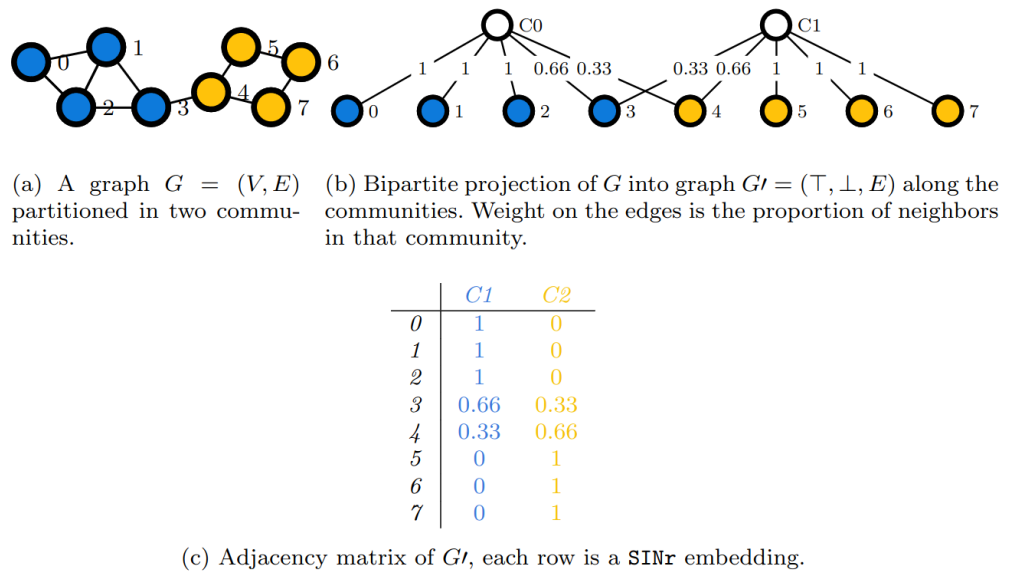 0
1
2
3
4
5
6
7
C0
C1
1 1 1 0.66 0.33
0.33 0.66 1 1 1
0 1 2 3 4 5 6 7
(a) A graph G = (V, E)
partitioned in two commu-
nities.
(b) Bipartite projection of G into graph G′ = (⊤, ⊥, E) along the
communities. Weight on the edges is the proportion of neighbors
in that community.
C1 C2
0 1 0
1 1 0
2 1 0
3 0.66 0.33
4 0.33 0.66
5 0 1
6 0 1
7 0 1
(c) Adjacency matrix of G′, each row is a SINr embedding.